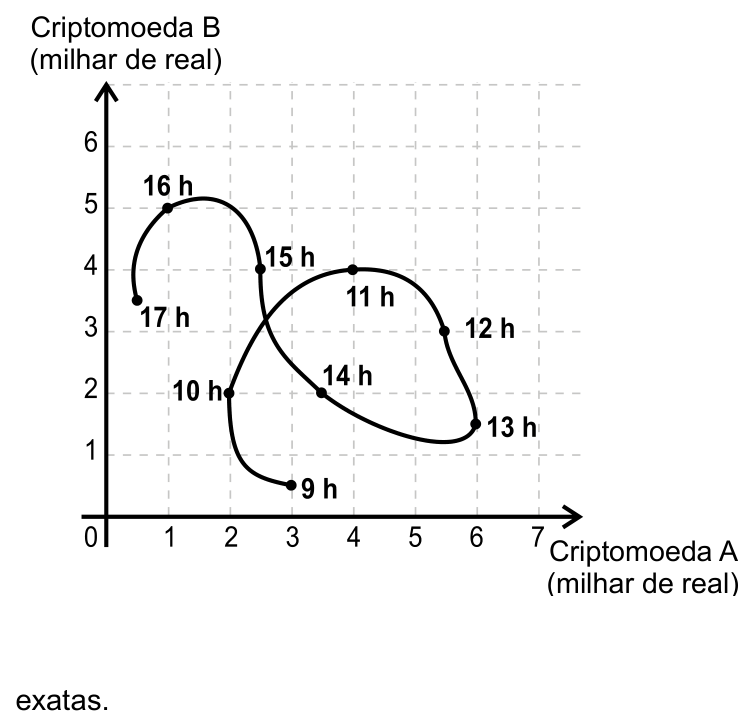 Criptomoeda B
(milhar de real)
6
16 h
5
15 h
4
11 h
17 h
3
12 h
14 h
10 h
2
13 h
1
9 h
0 1 2 3 4 5 6 7
Criptomoeda A
(milhar de real)
exatas.